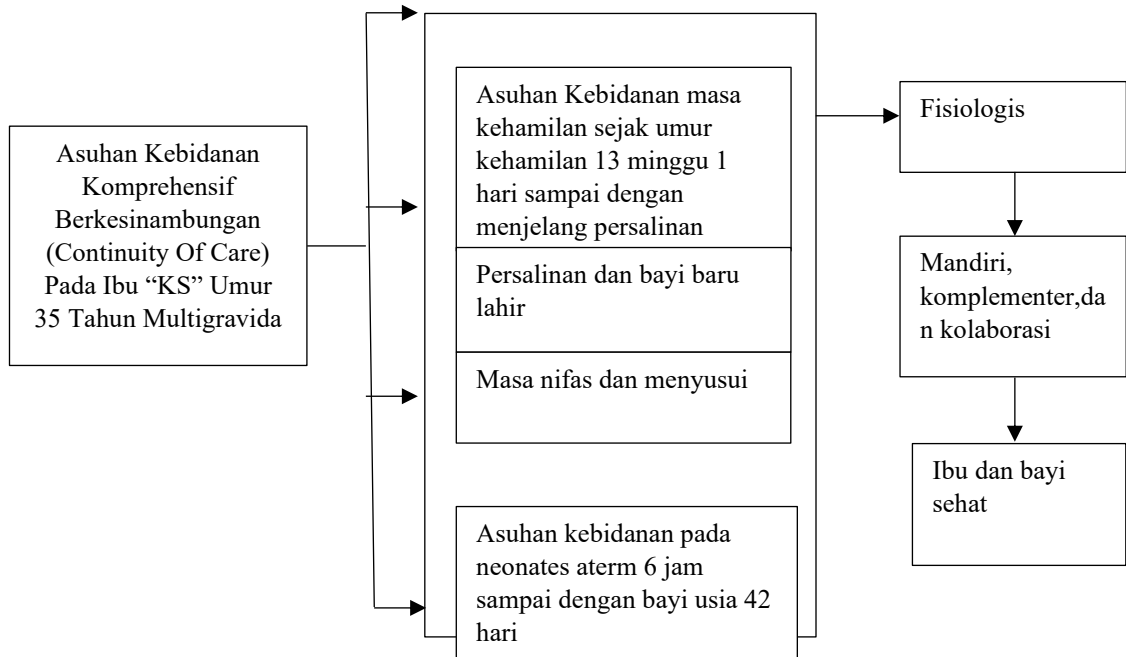 Asuhan Kebidanan
Komprehensif
Berkesinambungan
(Continuity Of Care)
Pada Ibu “KS” Umur
35 Tahun Multigravida
Asuhan Kebidanan masa
kehamilan sejak umur
kehamilan 13 minggu 1
hari sampai dengan
menjelang persalinan
Persalinan dan bayi baru
lahir
Masa nifas dan menyusui
Asuhan kebidanan pada
neonates aterm 6 jam
sampai dengan bayi usia 42
hari
Fisiologis
Mandiri,
komplementer,da
n kolaborasi
Ibu dan bayi
sehat